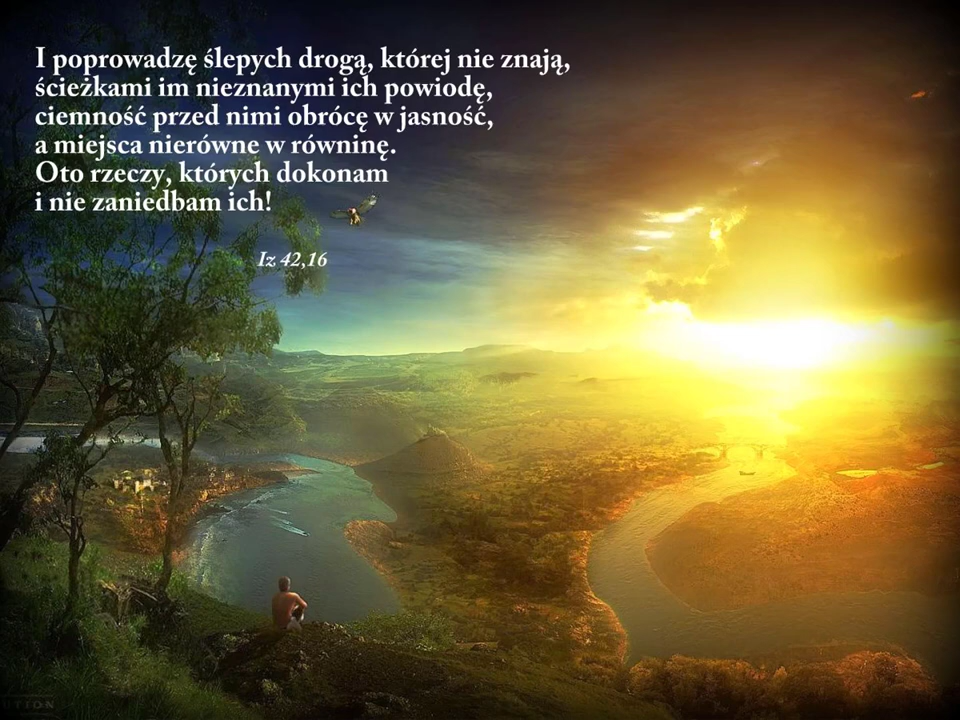 I poprowadzę ślepych drogą, której nie znają,
ścieżkami im nieznanymi ich powiodę,
ciemność przed nimi obrócę w jasność,
a miejsca nierówne w równinę.
Oto rzeczy, których dokonam
i nie zaniedbam ich!
Iz 42,16